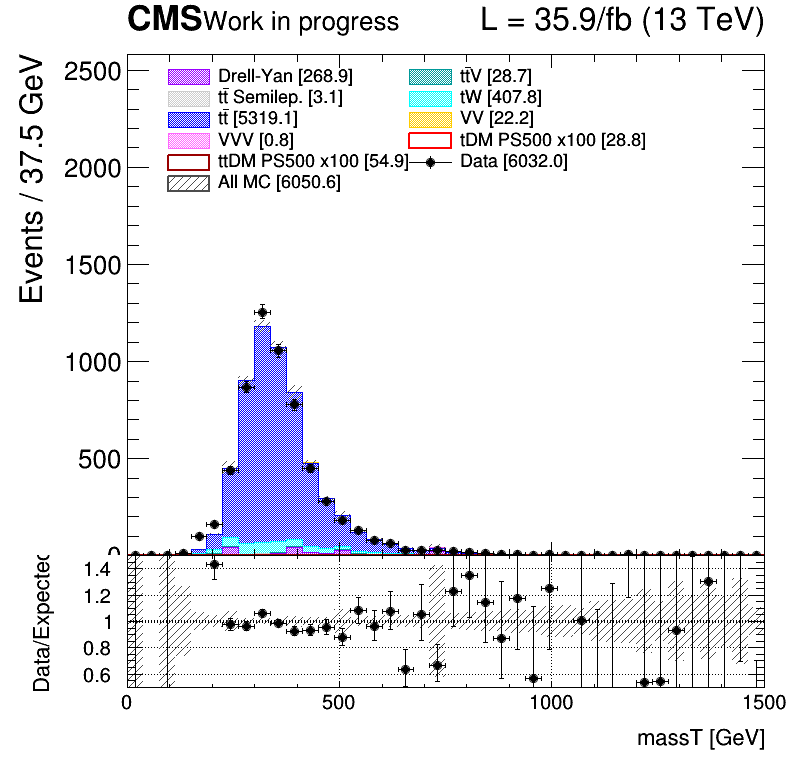 CMS Work in progress L = 35.9/fb (13 TeV)
Events / 37.5 GeV
2500
2000
1500
1000
500
0
Drell-Yan [268.9]
tt̄V [28.7]
tt̄ Semilep. [3.1]
tW [407.8]
tt̄ [5319.1]
VV [22.2]
VVV [0.8]
tDM PS500 x100 [28.8]
ttDM PS500 x100 [54.9]
Data [6032.0]
All MC [6050.6]
Data/Expected
1.4
1.2
1
0.8
0.6
0 500 1000 1500
massT [GeV]